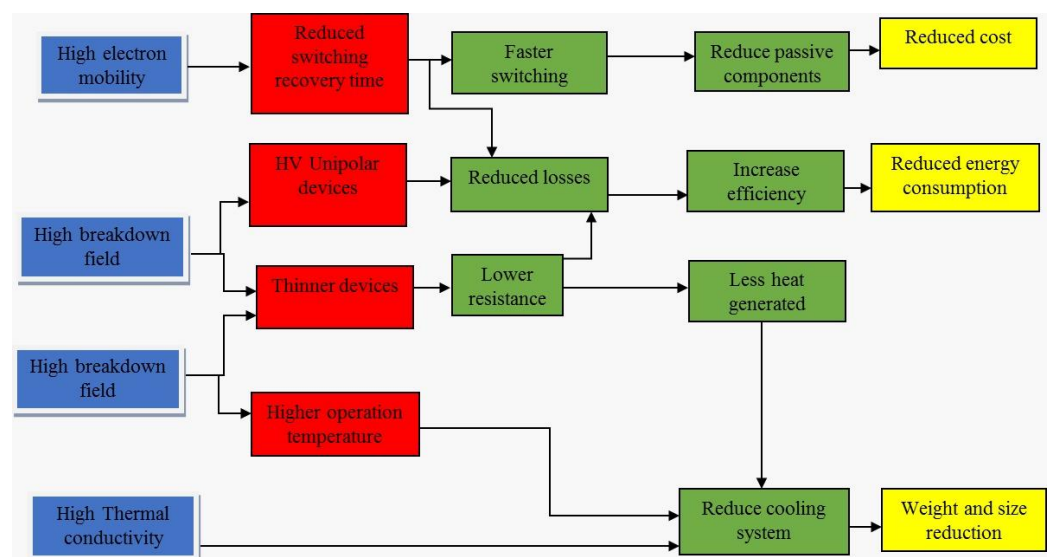 High electron
mobility
Reduced
switching
recovery time
Faster
switching
Reduce passive
components
Reduced cost
HV Unipolar
devices
Reduced losses
Increase
efficiency
Reduced energy
consumption
High breakdown
field
Thinner devices
Lower
resistance
Less heat
generated
High breakdown
field
Higher operation
temperature
High Thermal
conductivity
Reduce cooling
system
Weight and size
reduction